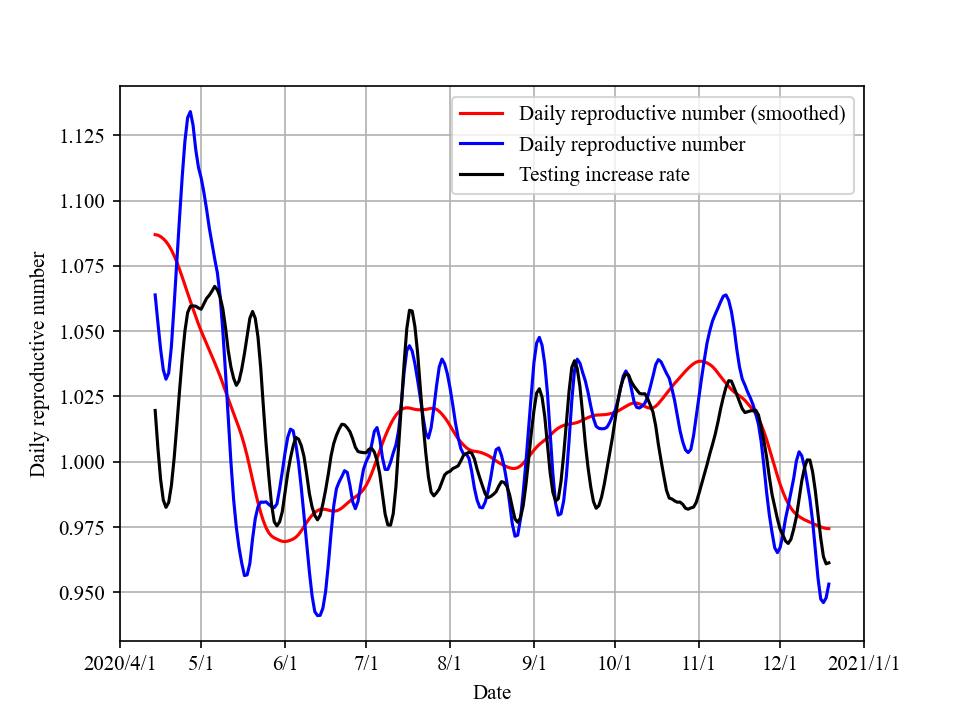 Daily reproductive number (smoothed)
Daily reproductive number
Testing increase rate
Daily reproductive number
1.125
1.100
1.075
1.050
1.025
1.000
0.975
0.950
2020/4/1 5/1 6/1 7/1 8/1 9/1 10/1 11/1 12/1 2021/1/1
Date